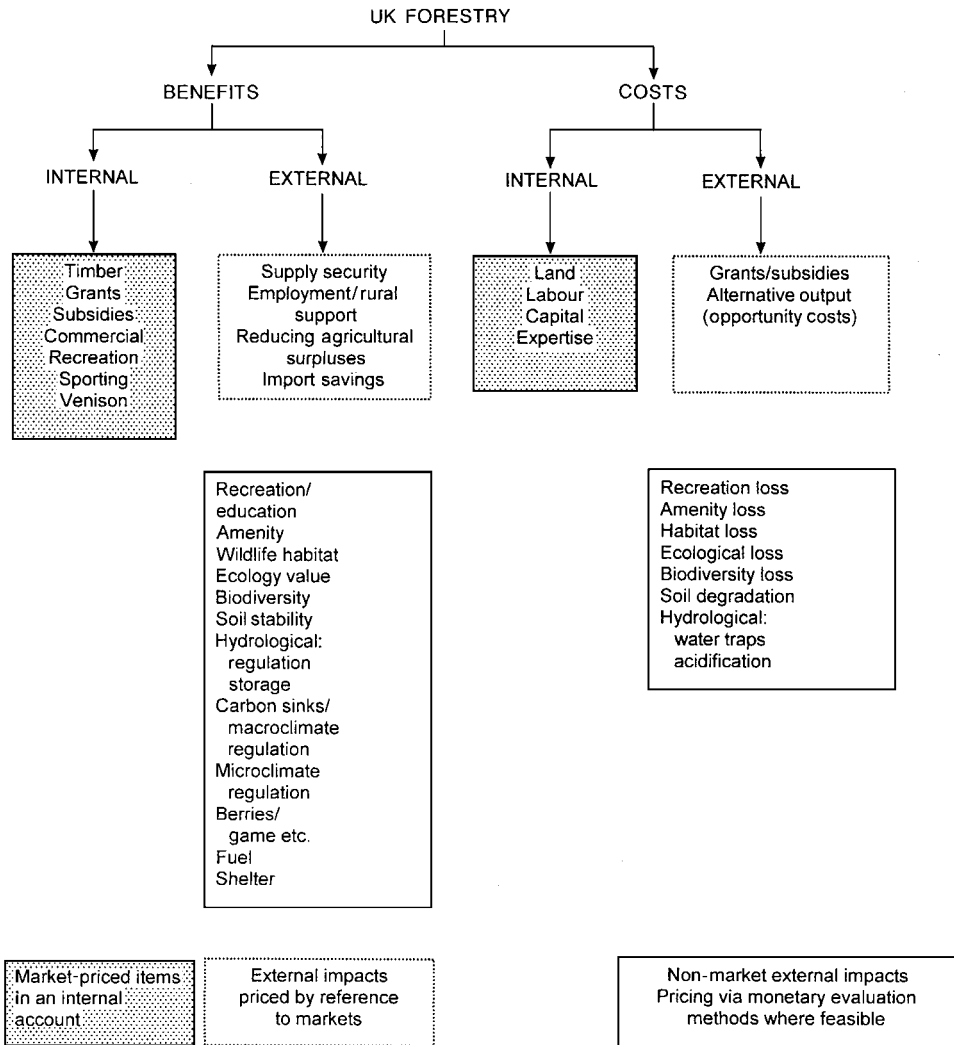 UK FORESTRY
BENEFITS
COSTS
INTERNAL
EXTERNAL
INTERNAL
EXTERNAL
Timber
Grants
Subsidies
Commercial
Recreation
Sporting
Venison
Supply security
Employment/rural
support
Reducing agricultural
surpluses
Import savings
Land
Labour
Capital
Expertise
Grants/subsidies
Alternative output
(opportunity costs)
Recreation/
education
Amenity
Wildlife habitat
Ecology value
Biodiversity
Soil stability
Hydrological:
regulation
storage
Carbon sinks/
macroclimate
regulation
Microclimate
regulation
Berries/
game etc.
Fuel
Shelter
Recreation loss
Amenity loss
Habitat loss
Ecological loss
Biodiversity loss
Soil degradation
Hydrological:
water traps
acidification
Market-priced items
in an internal
account
External impacts
priced by reference
to markets
Non-market external impacts
Pricing via monetary evaluation
methods where feasible